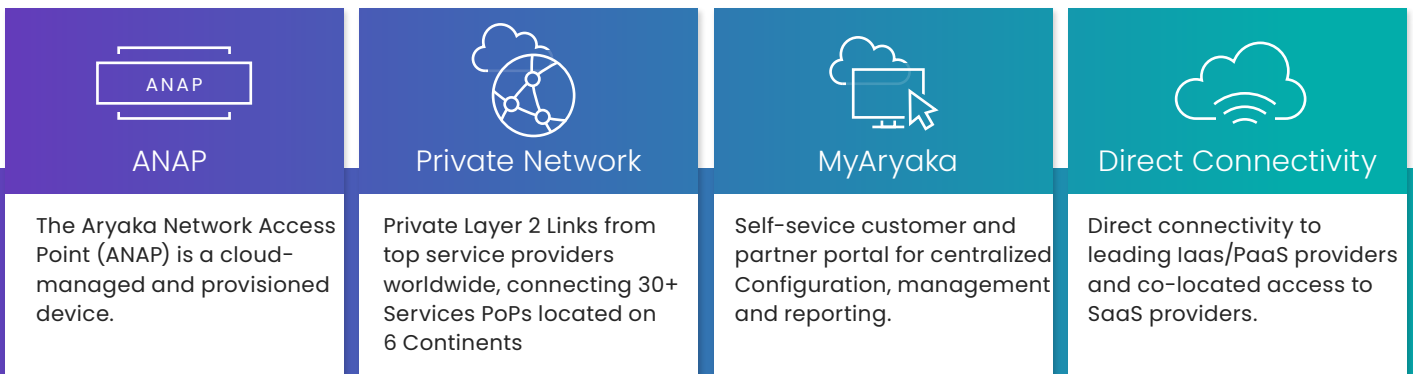 ANAP
ANAP
The Aryaka Network Access
Point (ANAP) is a cloud-
managed and provisioned
device.
Private Network
Private Layer 2 Links from
top service providers
worldwide, connecting 30+
Services PoPs located on
6 Continents
MyAryaka
Self-sevice customer and
partner portal for centralized
Configuration, management
and reporting.
Direct Connectivity
Direct connectivity to
leading Iaas/PaaS providers
and co-located access to
SaaS providers.